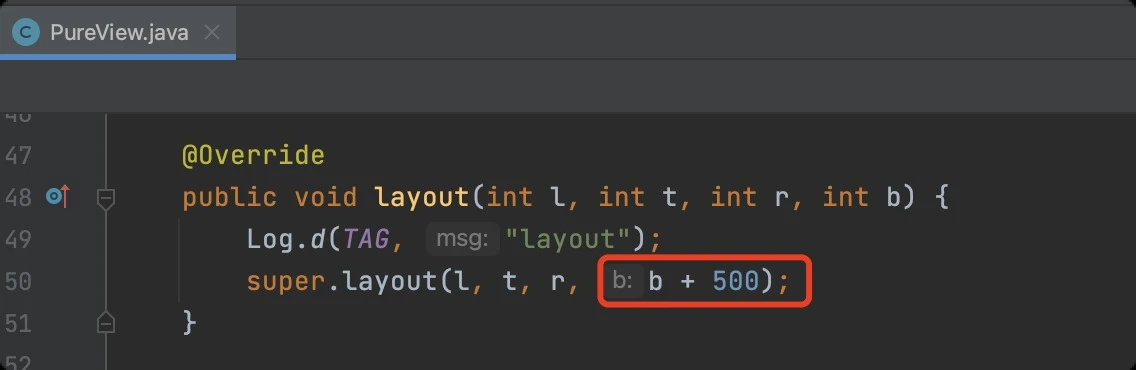 C PureView.java
46
47 @Override
48 public void layout(int l, int t, int r, int b) {
49 Log.d(TAG, msg: "layout");
50 super.layout(l, t, r, b: b + 500);
51 }
52